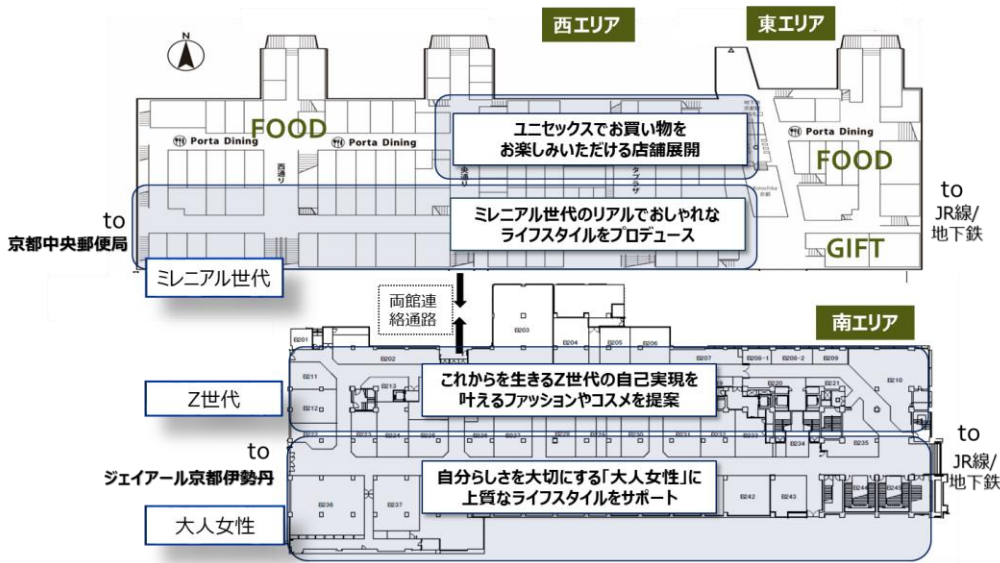 西エリア
東エリア
N
FOOD
Porta Dining
Porta Dining
西通り
ユニセックスでお買い物を
お楽しみいただける店舗展開
Porta Dining
FOOD
to
京都中央郵便局
ミレニアル世代のリアルでおしゃれな
ライフスタイルをプロデュース
GIFT
to
JR線/
地下鉄
ミレニアル世代
両館連
絡通路
南エリア
B201
B202
B203
B204
B205
B206
B207
B208-1
B208-2
B209
B210
B211
B212
B213
B220
B221
Z世代
これからを生きるZ世代の自己実現を
叶えるファッションやコスメを提案
B234
B235
to
ジェイアール京都伊勢丹
to
JR線/
地下鉄
自分らしさを大切にする「大人女性」に
上質なライフスタイルをサポート
B236
B237
B242
B243
B244
B245
大人女性